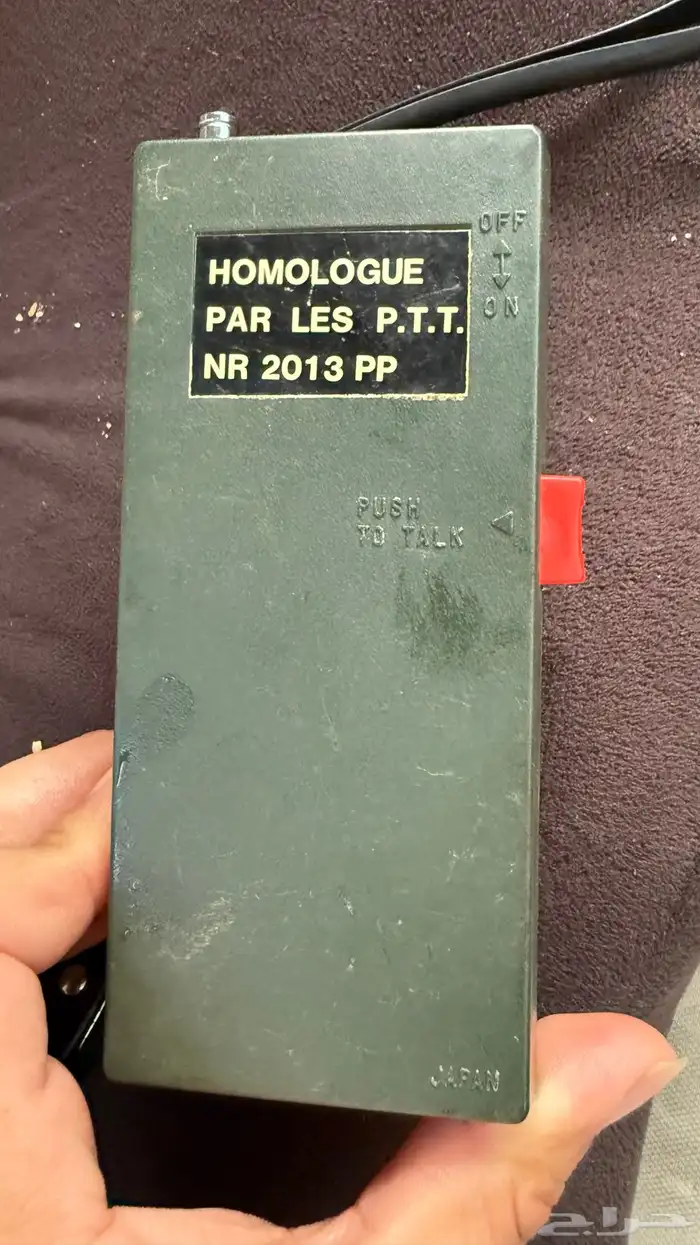 OFF
ON
HOMOLOGUE
PAR LES P.T.T.
NR 2013 PP
PUSH
TO TALK
JAPAN
حراج